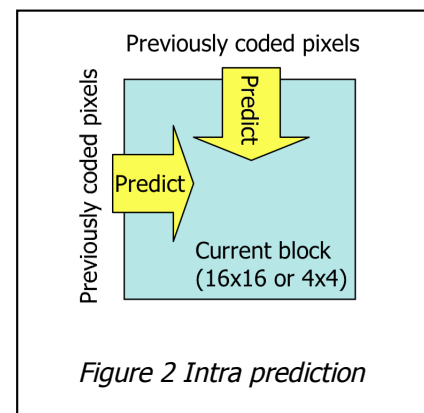 Previously coded pixels
Previously coded pixels
Predict
Predict
Current block
(16x16 or 4x4)
Figure 2 Intra prediction